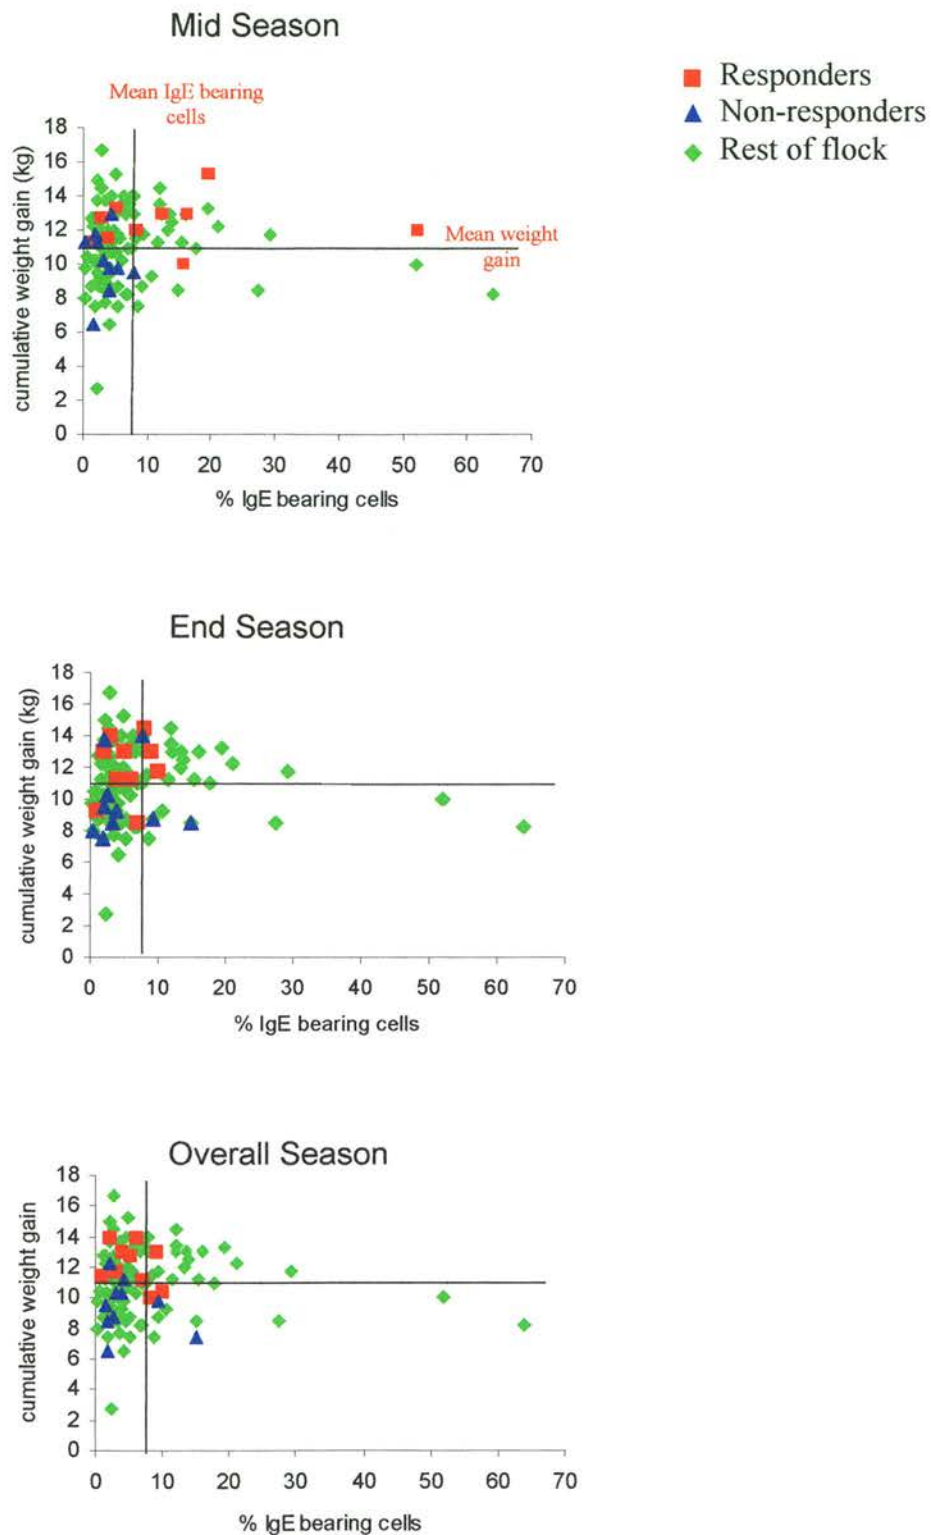 Mid Season
Responders
Non-responders
Rest of flock
Mean IgE bearing
cells
Mean weight
gain
cumulative weight gain (kg)
18
16
14
12
10
8
6
4
2
0
0 10 20 30 40 50 60 70
% IgE bearing cells
End Season
cumulative weight gain (kg)
18
16
14
12
10
8
6
4
2
0
0 10 20 30 40 50 60 70
% IgE bearing cells
Overall Season
cumulative weight gain
18
16
14
12
10
8
6
4
2
0
0 10 20 30 40 50 60 70
% IgE bearing cells